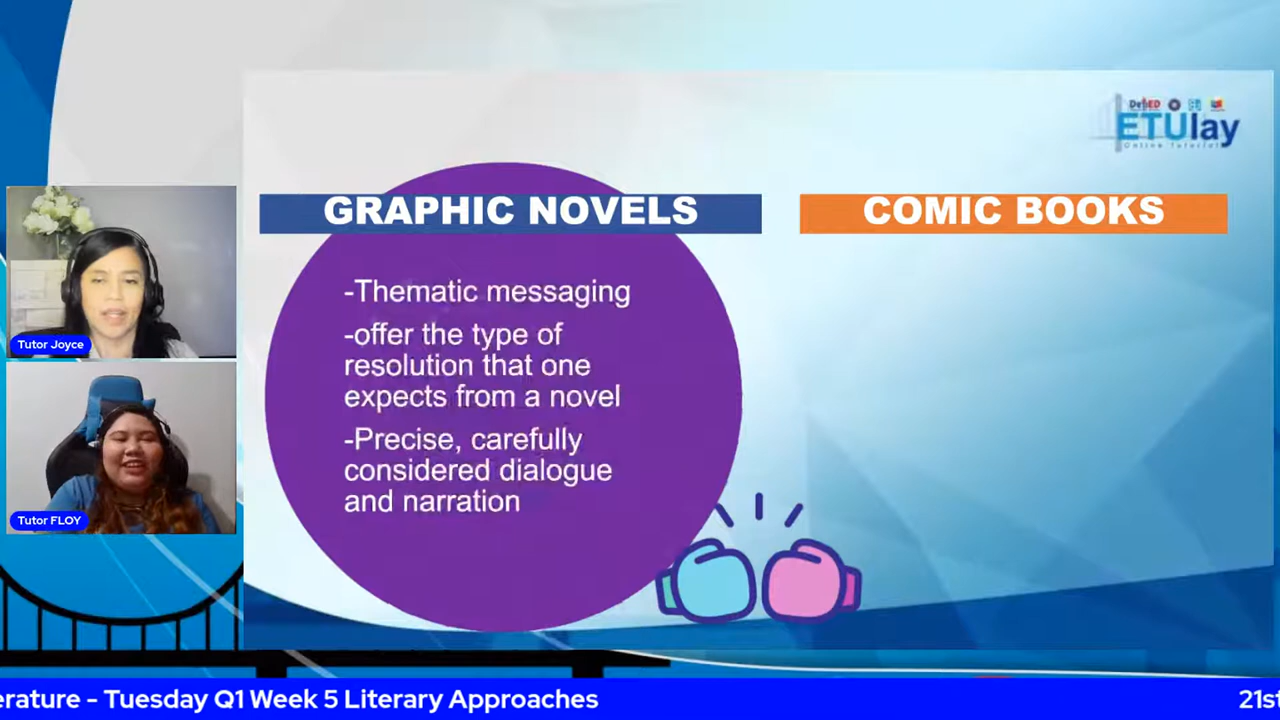 DepED
ETUlay
Online Tutorial
GRAPHIC NOVELS
COMIC BOOKS
-Thematic messaging
-offer the type of
resolution that one
expects from a novel
-Precise, carefully
considered dialogue
and narration
Tutor Joyce
Tutor FLOY
erature - Tuesday Q1 Week 5 Literary Approaches
21st